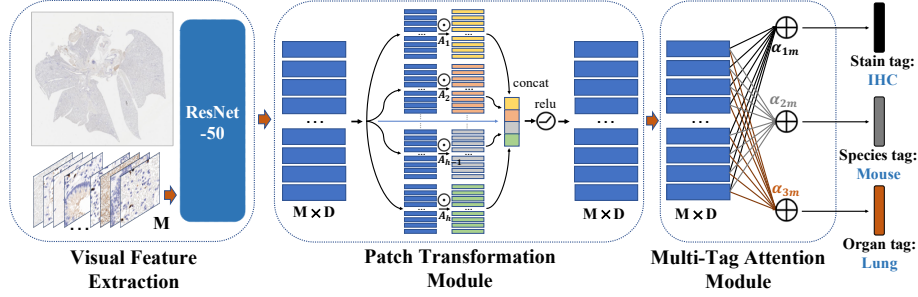 ResNet
-50
...
M
Visual Feature
Extraction
...
M × D
...
A₁
...
...
A₂
...
...
Aₕ₋₁
...
...
Aₕ
...
concat
relu
...
M × D
Patch Transformation
Module
...
M × D
α₁ₘ
α₂ₘ
α₃ₘ
Multi-Tag Attention
Module
Stain tag:
IHC
Species tag:
Mouse
Organ tag:
Lung